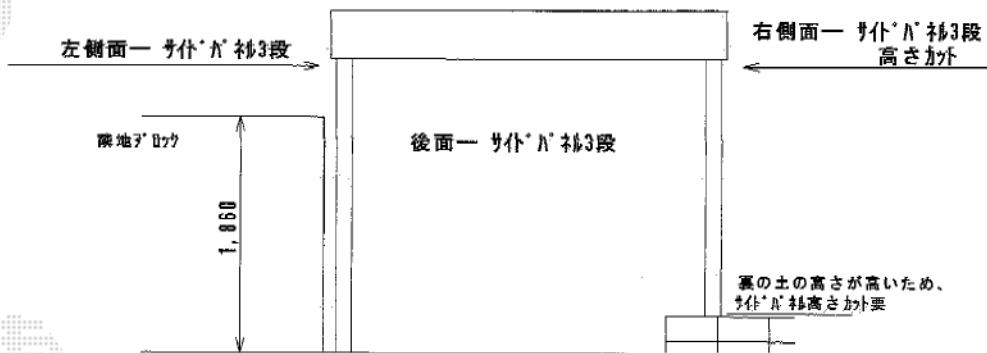 左側面― ｻｲﾄﾞﾊﾟﾈﾙ3段
右側面― ｻｲﾄﾞﾊﾟﾈﾙ3段
高さｶｯﾄ
隣地ﾌﾞﾛｯｸ
後面― ｻｲﾄﾞﾊﾟﾈﾙ3段
1,860
裏の土の高さが高いため、
ｻｲﾄﾞﾊﾟﾈﾙ高さｶｯﾄ要